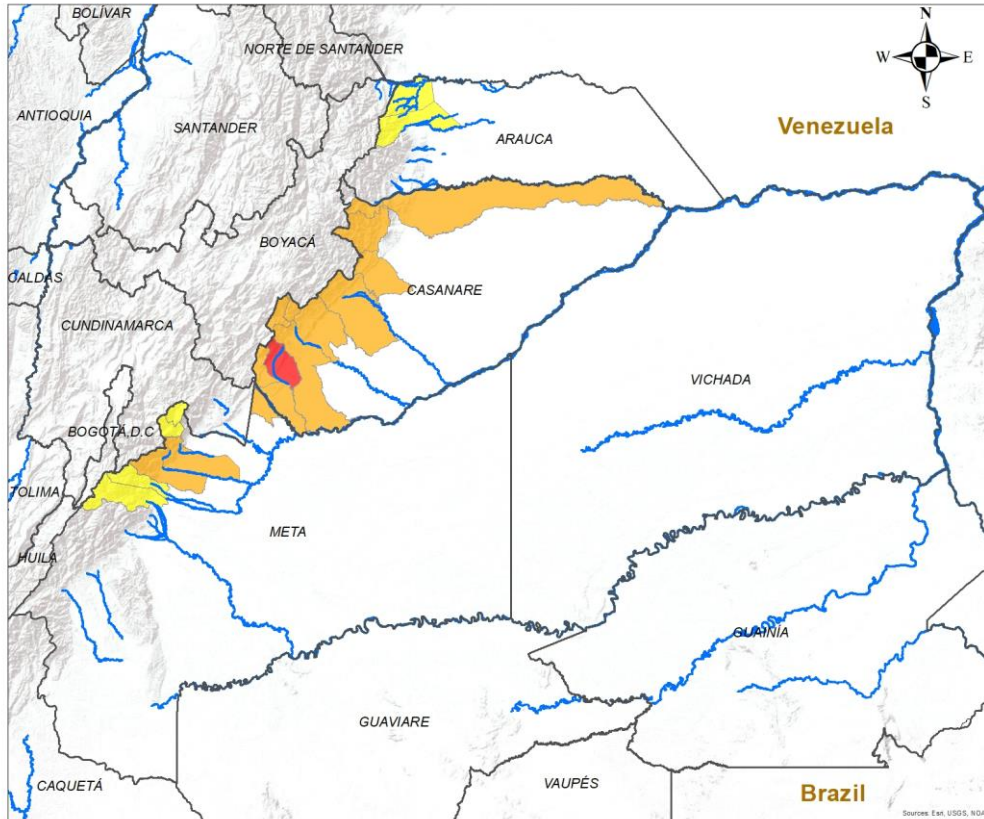 BOLÍVAR
NORTE DE SANTANDER
N
W E
S
ANTIOQUIA
SANTANDER
ARAUCA
Venezuela
BOYACÁ
CALDAS
CASANARE
CUNDINAMARCA
VICHADA
BOGOTÁ,D.C
TOLIMA
META
HUILA
GUAINÍA
GUAVIARE
CAQUETÁ
VAUPÉS
Brazil
Sources: Esri, USGS, NOA